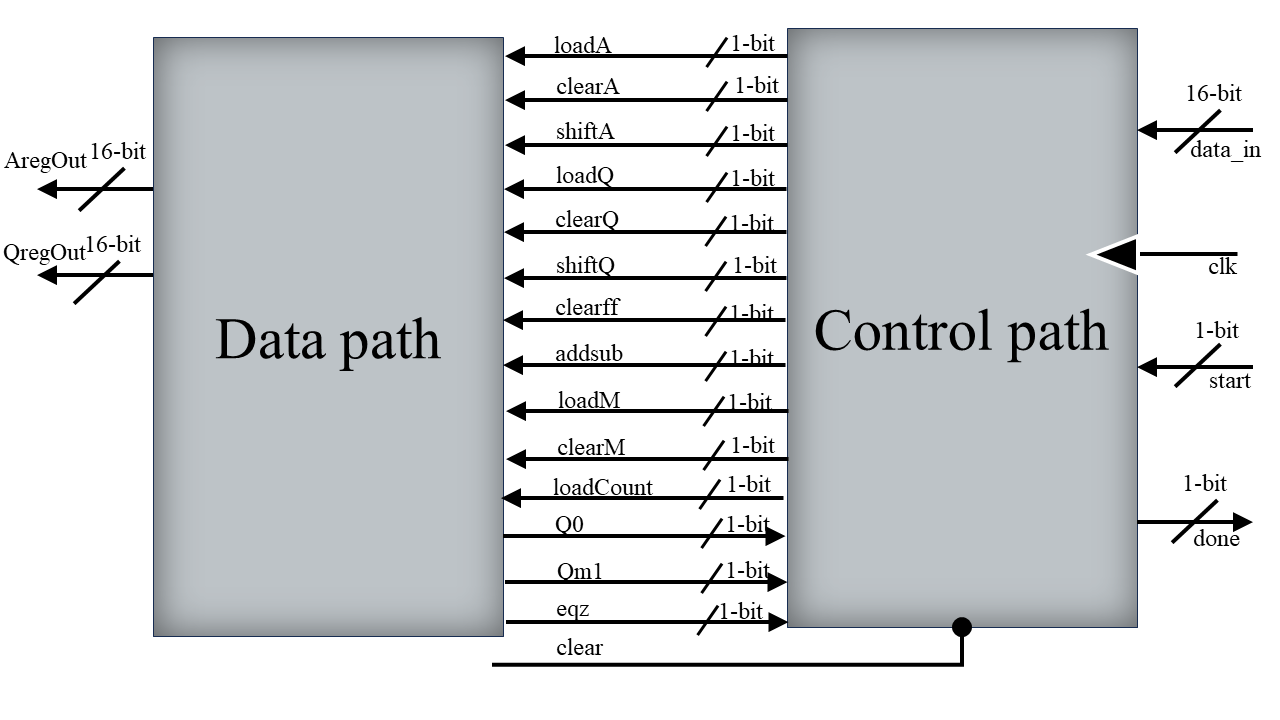 loadA 1-bit
clearA 1-bit
shiftA 1-bit
loadQ 1-bit
clearQ 1-bit
shiftQ 1-bit
clearff 1-bit
addsub 1-bit
loadM 1-bit
clearM 1-bit
loadCount 1-bit
Q0 1-bit
Qm1 1-bit
eqz 1-bit
clear
AregOut 16-bit
QregOut 16-bit
Data path
Control path
16-bit
data_in
clk
1-bit
start
1-bit
done